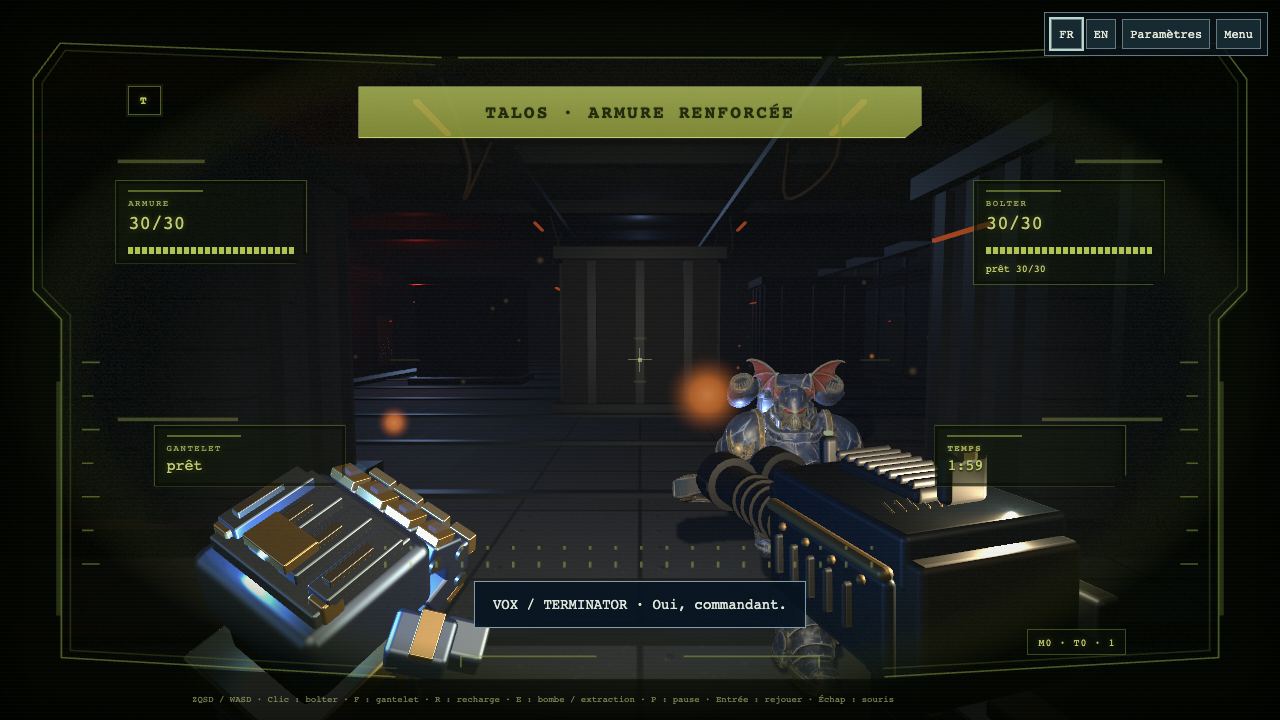 FR EN Paramètres Menu
T
TALOS · ARMURE RENFORCÉE
ARMURE
30/30
BOLTER
30/30
prêt 30/30
GANTELET
prêt
TEMPS
1:59
VOX / TERMINATOR · Oui, commandant.
M0 · T0 · 1
ZQSD / WASD · Clic : bolter · F : gantelet · R : recharge · E : bombe / extraction · P : pause · Entrée : rejouer · Échap : souris